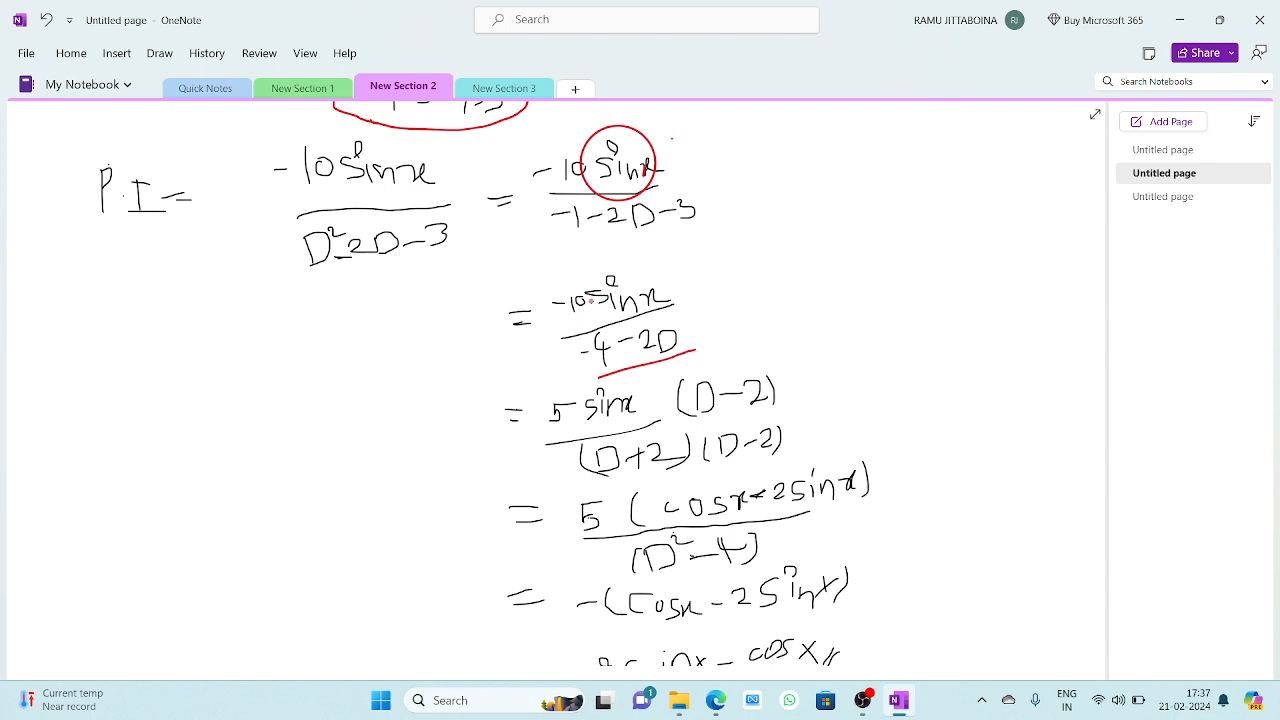 Untitled page - OneNote
Search
RAMU JITTABOINA RJ
Buy Microsoft 365
File Home Insert Draw History Review View Help
Share
My Notebook
Quick Notes New Section 1 New Section 2 New Section 3 +
Search Notebooks
Add Page
Untitled page
Untitled page
Untitled page
P.I = -10 sinx / D²-2D-3 = -10 sinx / -1-2D-3
= -10 sinx / -4-2D
= 5 sinx (D-2) / (D+2)(D-2)
= 5 (cosx-2sinx) / (D²-4)
= -(cosx-2sinx)
2sinx - cosx //
Current temp
Near record
Search
1
ENG
IN
17:37
21-02-2024